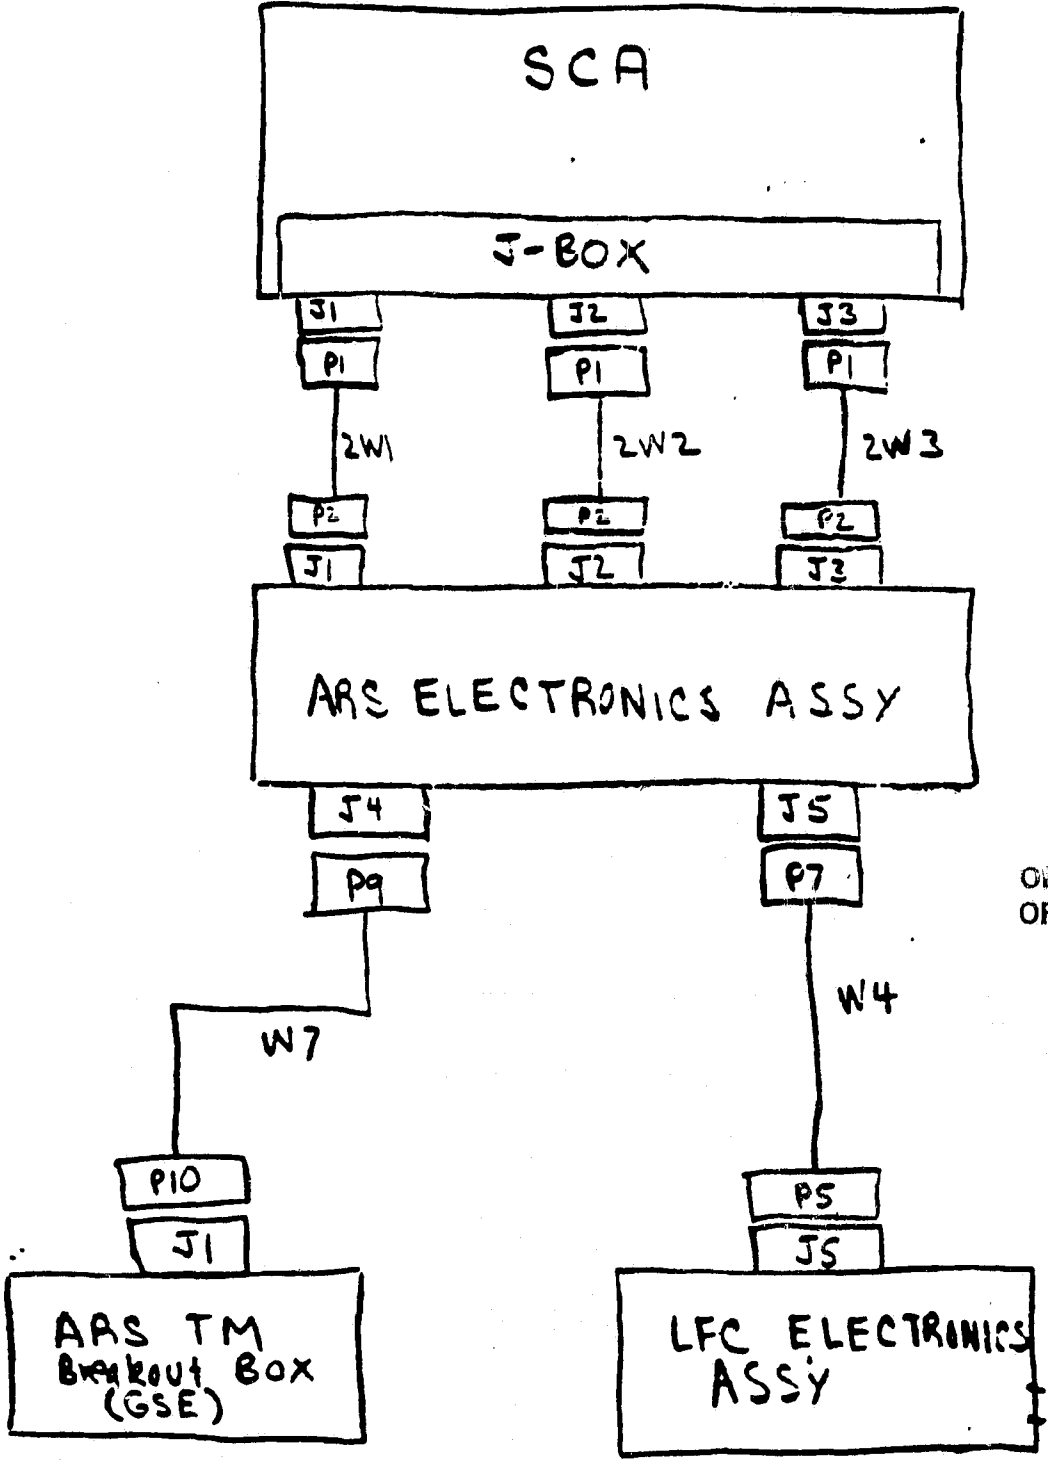 SCA
J-BOX
J1 J2 J3
P1 P1 P1
2W1 2W2 2W3
P2 P2 P2
J1 J2 J3
ARS ELECTRONICS ASSY
J4 J5
P9 P7
W4
W7
P10 P5
J1 J5
ARS TM
Breakout BOX
(GSE)
LFC ELECTRONICS
ASSY